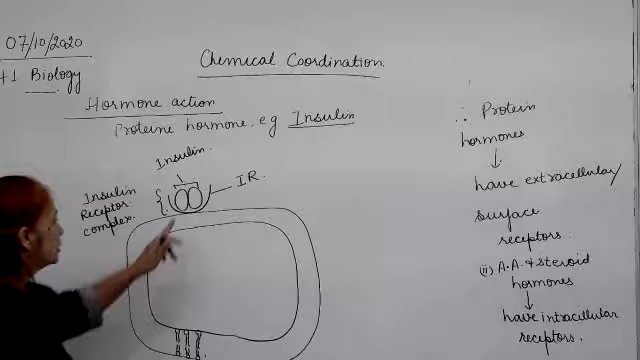 07/10/2020
+1 Biology
Chemical Coordination
Hormone action
Proteine hormone. eg Insulin
Insulin.
IR.
Insulin
Receptor
complex.
∴ Protein
hormones
↓
have extracellular/
surface
receptors.
(ii) A.A & steroid
hormones
↓
have intracillular
receptors.